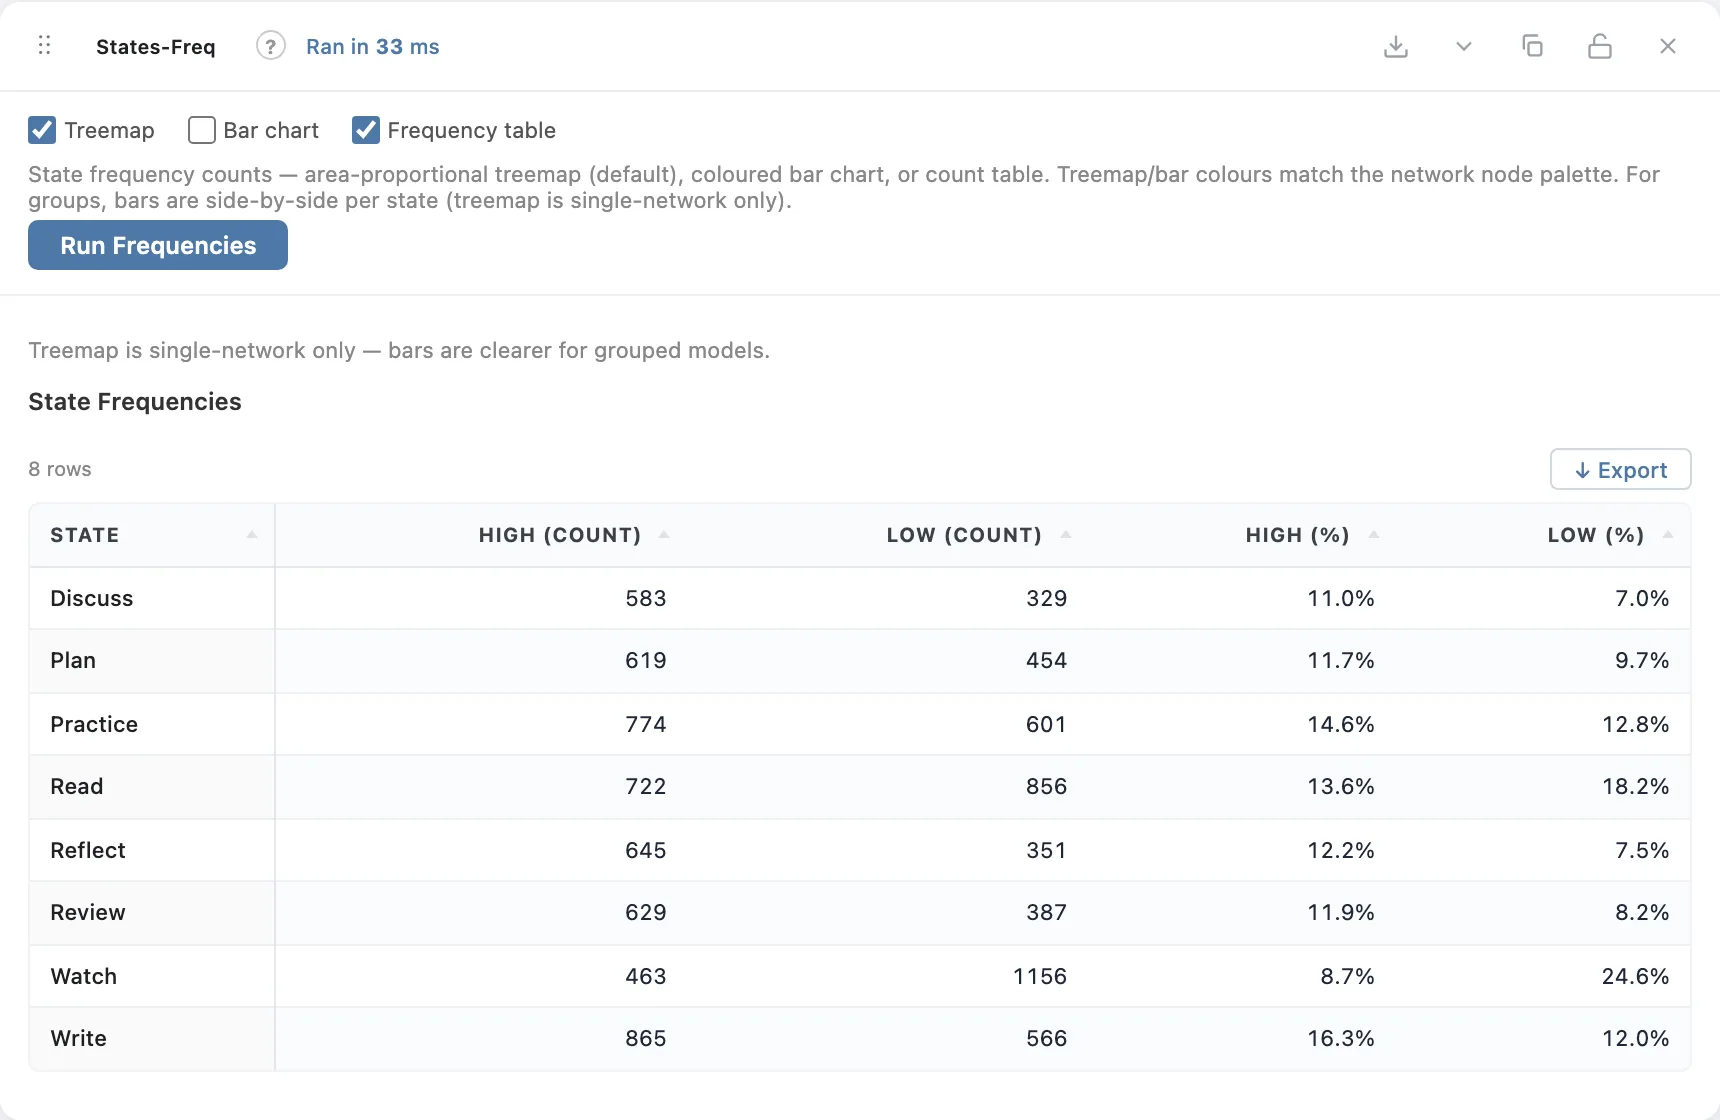 States-Freq ? Ran in 33 ms
Treemap Bar chart Frequency table
State frequency counts — area-proportional treemap (default), coloured bar chart, or count table. Treemap/bar colours match the network node palette. For
groups, bars are side-by-side per state (treemap is single-network only).
Run Frequencies
Treemap is single-network only — bars are clearer for grouped models.
State Frequencies
8 rows ↓ Export
STATE HIGH (COUNT) LOW (COUNT) HIGH (%) LOW (%)
Discuss 583 329 11.0% 7.0%
Plan 619 454 11.7% 9.7%
Practice 774 601 14.6% 12.8%
Read 722 856 13.6% 18.2%
Reflect 645 351 12.2% 7.5%
Review 629 387 11.9% 8.2%
Watch 463 1156 8.7% 24.6%
Write 865 566 16.3% 12.0%